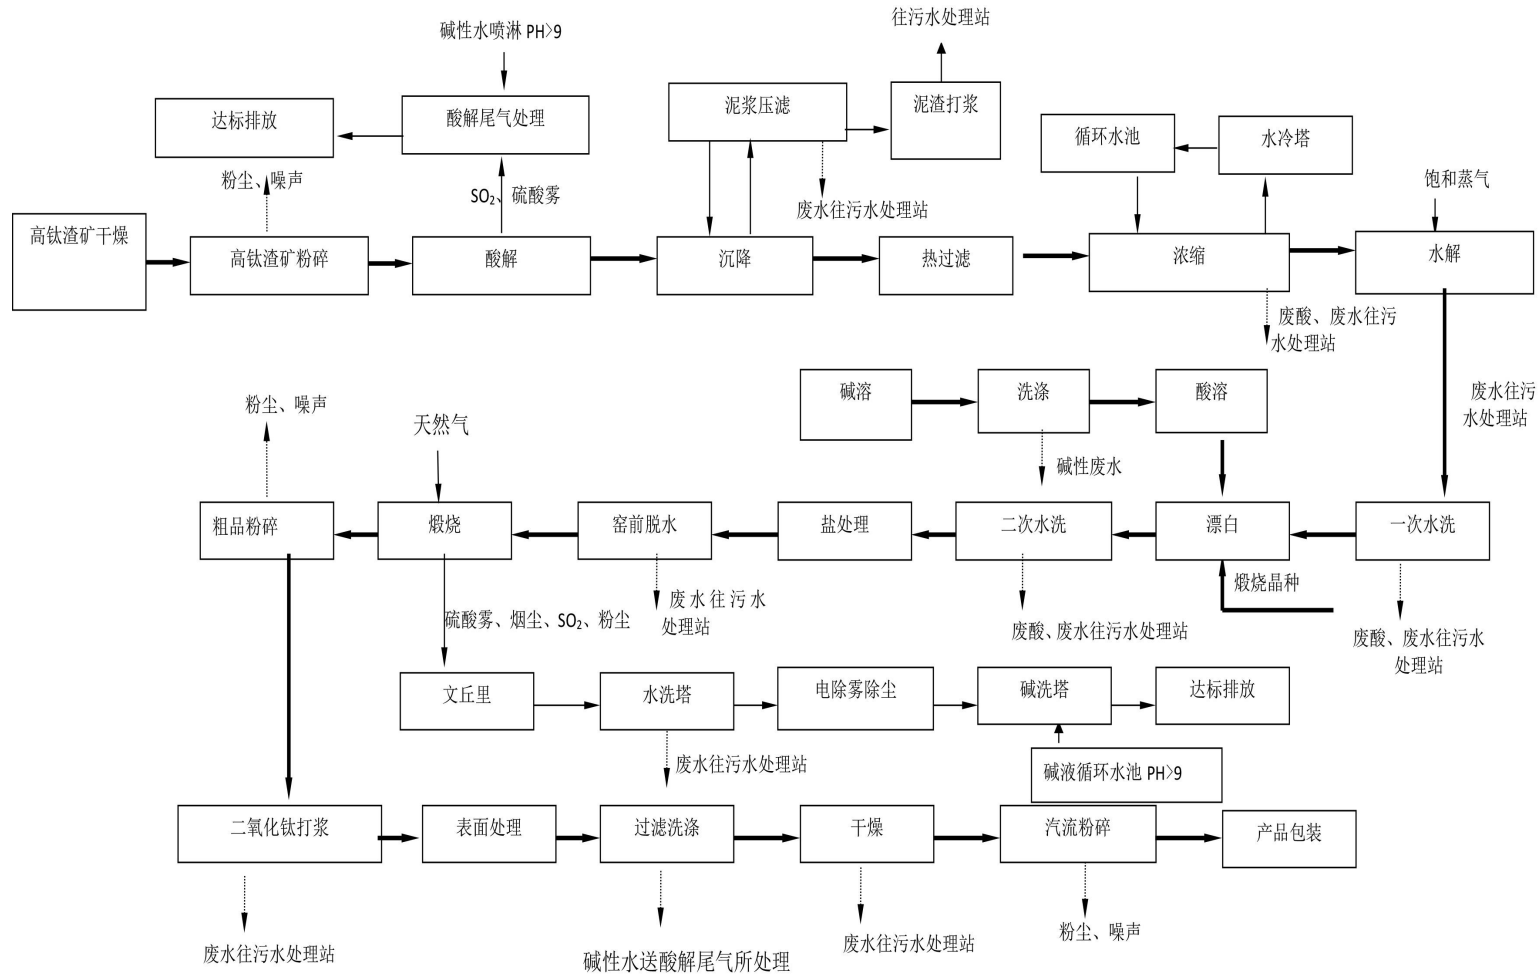 往污水处理站
碱性水喷淋 PH>9
达标排放
酸解尾气处理
泥浆压滤
泥渣打浆
循环水池
水冷塔
粉尘、噪声
SO₂、硫酸雾
废水往污水处理站
饱和蒸气
高钛渣矿干燥
高钛渣矿粉碎
酸解
沉降
热过滤
浓缩
水解
废酸、废水往污
水处理站
废水往污
水处理站
碱溶
洗涤
酸溶
粉尘、噪声
天然气
碱性废水
粗品粉碎
煅烧
窑前脱水
盐处理
二次水洗
漂白
一次水洗
煅烧晶种
硫酸雾、烟尘、SO₂、粉尘
废水往污水
处理站
废酸、废水往污水处理站
废酸、废水往污水
处理站
文丘里
水洗塔
电除雾除尘
碱洗塔
达标排放
废水往污水处理站
碱液循环水池 PH>9
二氧化钛打浆
表面处理
过滤洗涤
干燥
汽流粉碎
产品包装
废水往污水处理站
碱性水送酸解尾气所处理
废水往污水处理站
粉尘、噪声